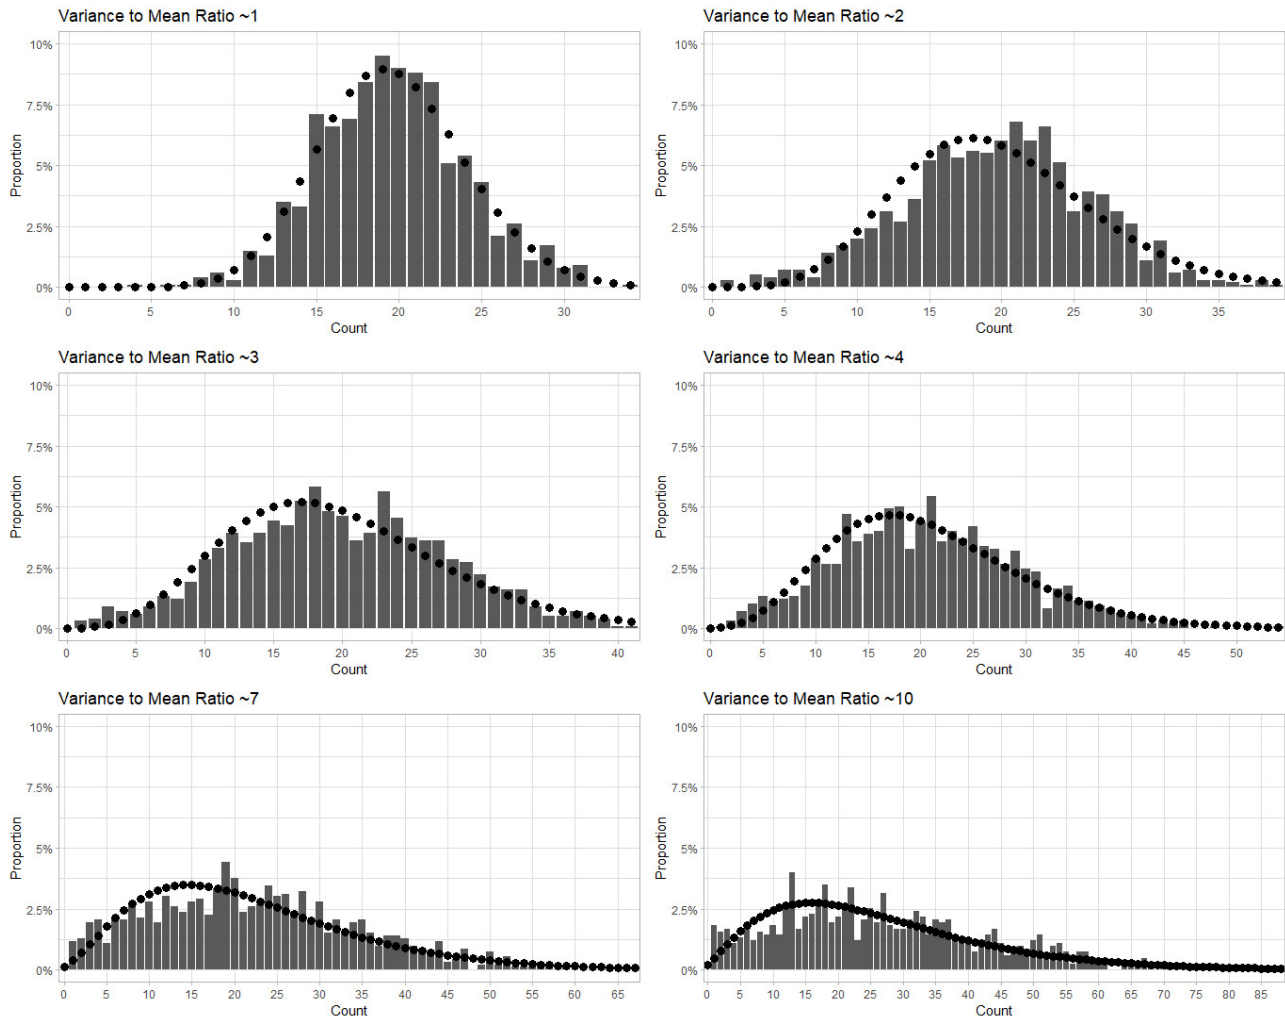 Variance to Mean Ratio ~1
10%
7.5%
5%
2.5%
0%
Proportion
0 5 10 15 20 25 30
Count
Variance to Mean Ratio ~2
10%
7.5%
5%
2.5%
0%
Proportion
0 5 10 15 20 25 30 35
Count
Variance to Mean Ratio ~3
10%
7.5%
5%
2.5%
0%
Proportion
0 5 10 15 20 25 30 35 40
Count
Variance to Mean Ratio ~4
10%
7.5%
5%
2.5%
0%
Proportion
0 5 10 15 20 25 30 35 40 45 50
Count
Variance to Mean Ratio ~7
10%
7.5%
5%
2.5%
0%
Proportion
0 5 10 15 20 25 30 35 40 45 50 55 60 65
Count
Variance to Mean Ratio ~10
10%
7.5%
5%
2.5%
0%
Proportion
0 5 10 15 20 25 30 35 40 45 50 55 60 65 70 75 80 85
Count